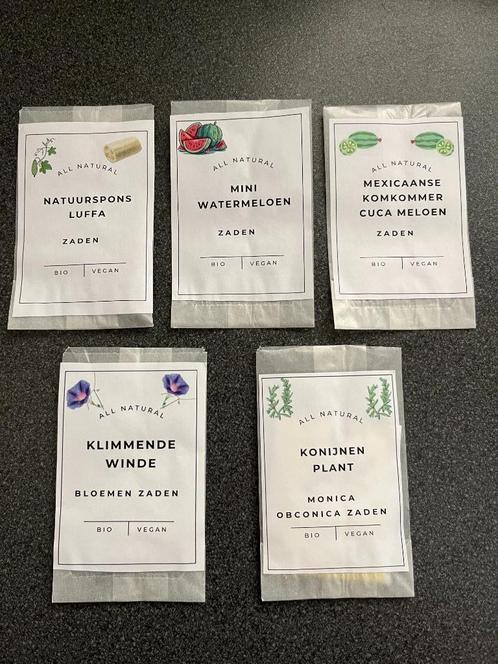 ALL NATURAL
NATUURSPONS
LUFFA
ZADEN
BIO VEGAN
ALL NATURAL
MINI
WATERMELOEN
ZADEN
BIO VEGAN
ALL NATURAL
MEXICAANSE
KOMKOMMER
CUCA MELOEN
ZADEN
BIO VEGAN
ALL NATURAL
KLIMMENDE
WINDE
BLOEMEN ZADEN
BIO VEGAN
ALL NATURAL
KONIJNEN
PLANT
MONICA
OBCONICA ZADEN
BIO VEGAN